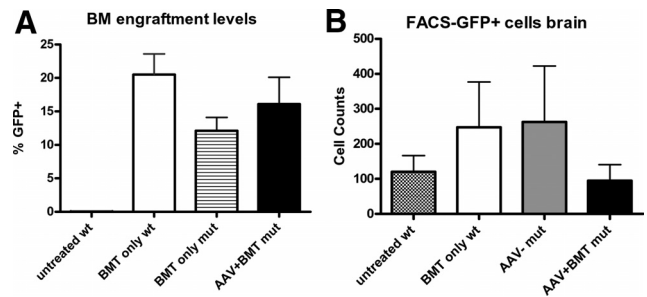 A
BM engraftment levels
% GFP+
25
20
15
10
5
0
untreated wt
BMT only wt
BMT only mut
AAV+BMT mut
B
FACS-GFP+ cells brain
Cell Counts
500
400
300
200
100
0
untreated wt
BMT only wt
AAV- mut
AAV+BMT mut